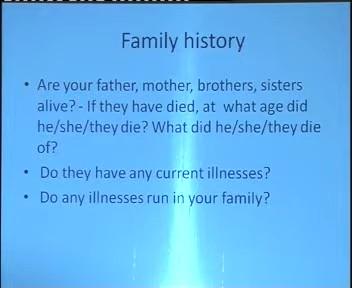 Family history
• Are your father, mother, brothers, sisters
alive? - If they have died, at what age did
he/she/they die? What did he/she/they die
of?
• Do they have any current illnesses?
• Do any illnesses run in your family?